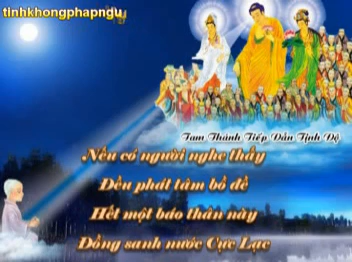 tinhkhongphapngu
Tam Thánh Tiếp Dẫn Tịnh Độ
Nếu có người nghe thấy
Đều phát tâm bồ đề
Hết một báo thân này
Đồng sanh nước Cực Lạc